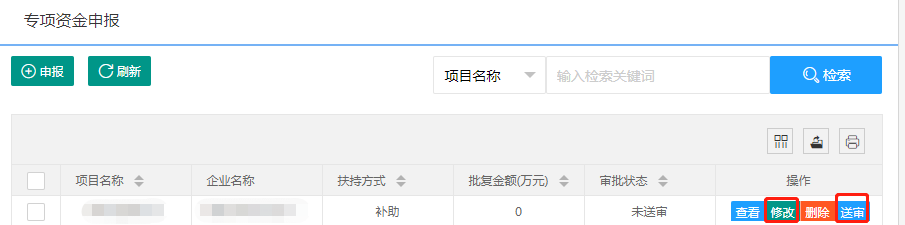 专项资金申报
申报 刷新 项目名称 输入检索关键词 检索
项目名称 企业名称 扶持方式 批复金额(万元) 审批状态 操作
补助 0 未送审 查看 修改 删除 送审